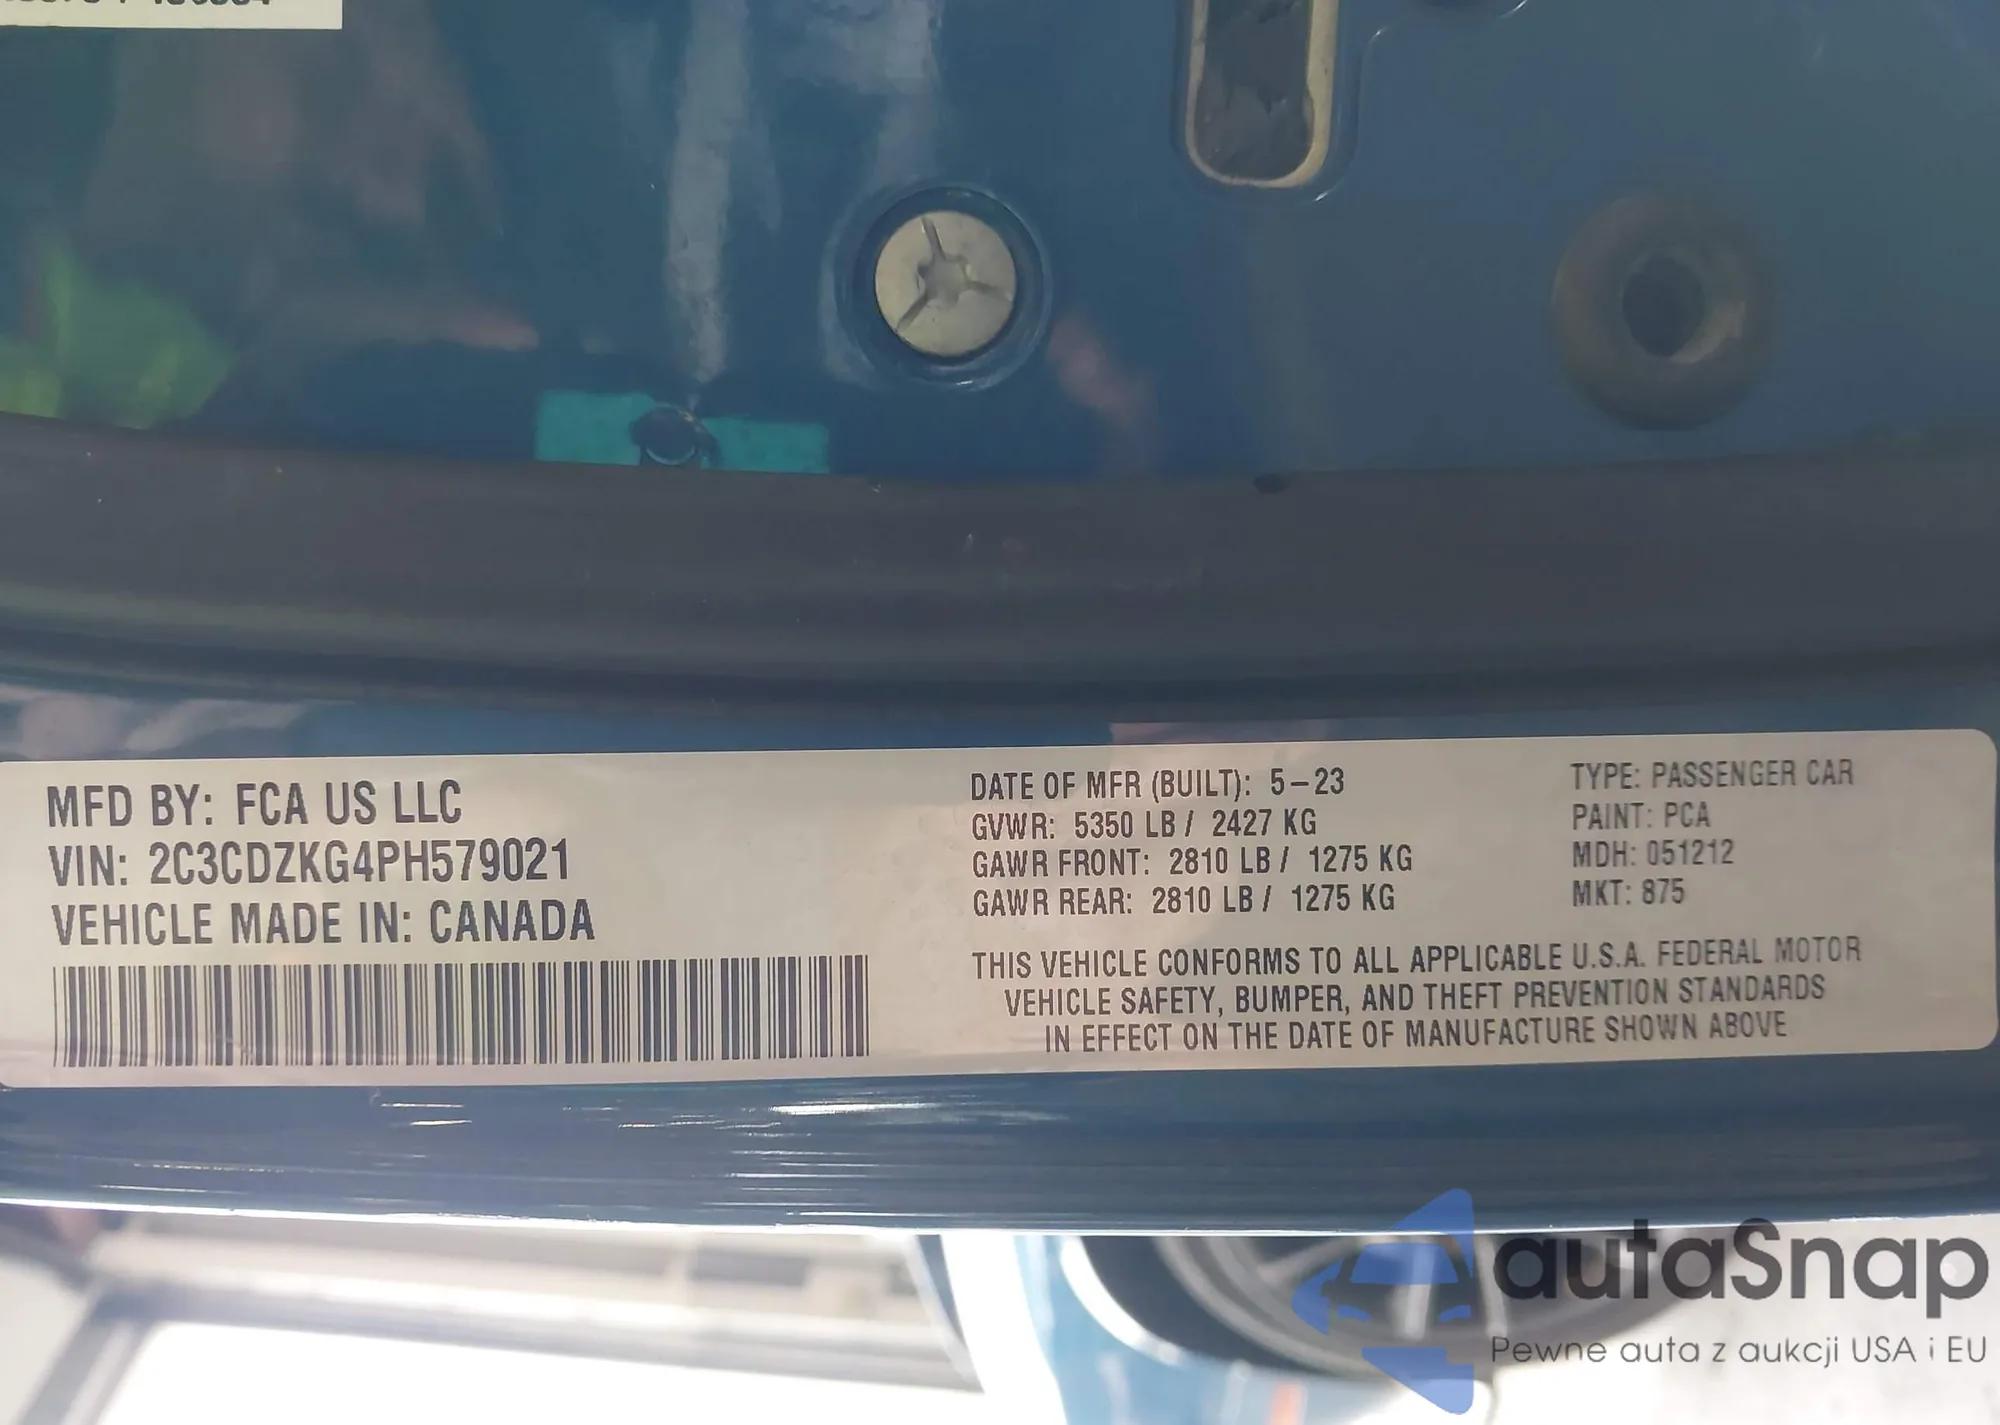 MFD BY: FCA US LLC
VIN: 2C3CDZKG4PH579021
VEHICLE MADE IN: CANADA
DATE OF MFR (BUILT): 5-23
GVWR: 5350 LB / 2427 KG
GAWR FRONT: 2810 LB / 1275 KG
GAWR REAR: 2810 LB / 1275 KG
TYPE: PASSENGER CAR
PAINT: PCA
MDH: 051212
MKT: 875
THIS VEHICLE CONFORMS TO ALL APPLICABLE U.S.A. FEDERAL MOTOR
VEHICLE SAFETY, BUMPER, AND THEFT PREVENTION STANDARDS
IN EFFECT ON THE DATE OF MANUFACTURE SHOWN ABOVE
autaSnap
Pewne auta z aukcji USA i EU